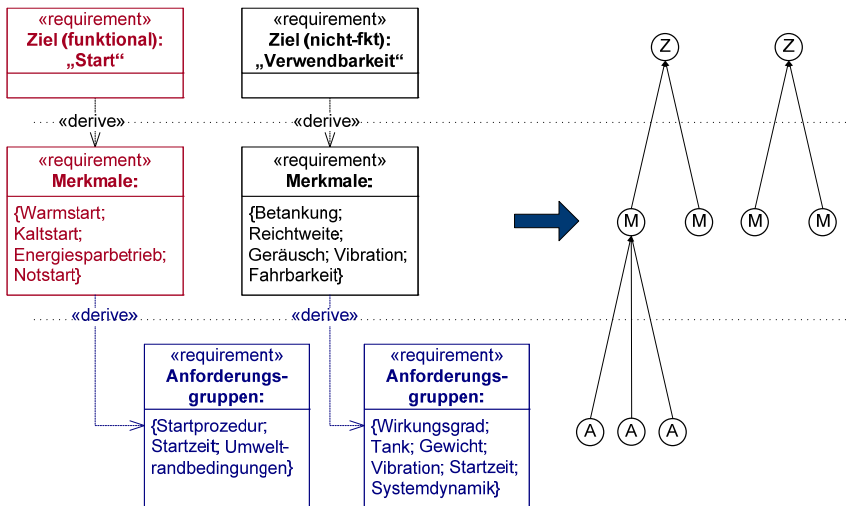 «requirement»
Ziel (funktional):
„Start“
«requirement»
Ziel (nicht-fkt):
„Verwendbarkeit“
«derive»
«derive»
«requirement»
Merkmale:
{Warmstart;
Kaltstart;
Energiesparbetrieb;
Notstart}
«requirement»
Merkmale:
{Betankung;
Reichtweite;
Geräusch; Vibration;
Fahrbarkeit}
«derive»
«derive»
«requirement»
Anforderungs-
gruppen:
{Startprozedur;
Startzeit; Umwelt-
randbedingungen}
«requirement»
Anforderungs-
gruppen:
{Wirkungsgrad;
Tank; Gewicht;
Vibration; Startzeit;
Systemdynamik}
Z Z
M M M M
A A A